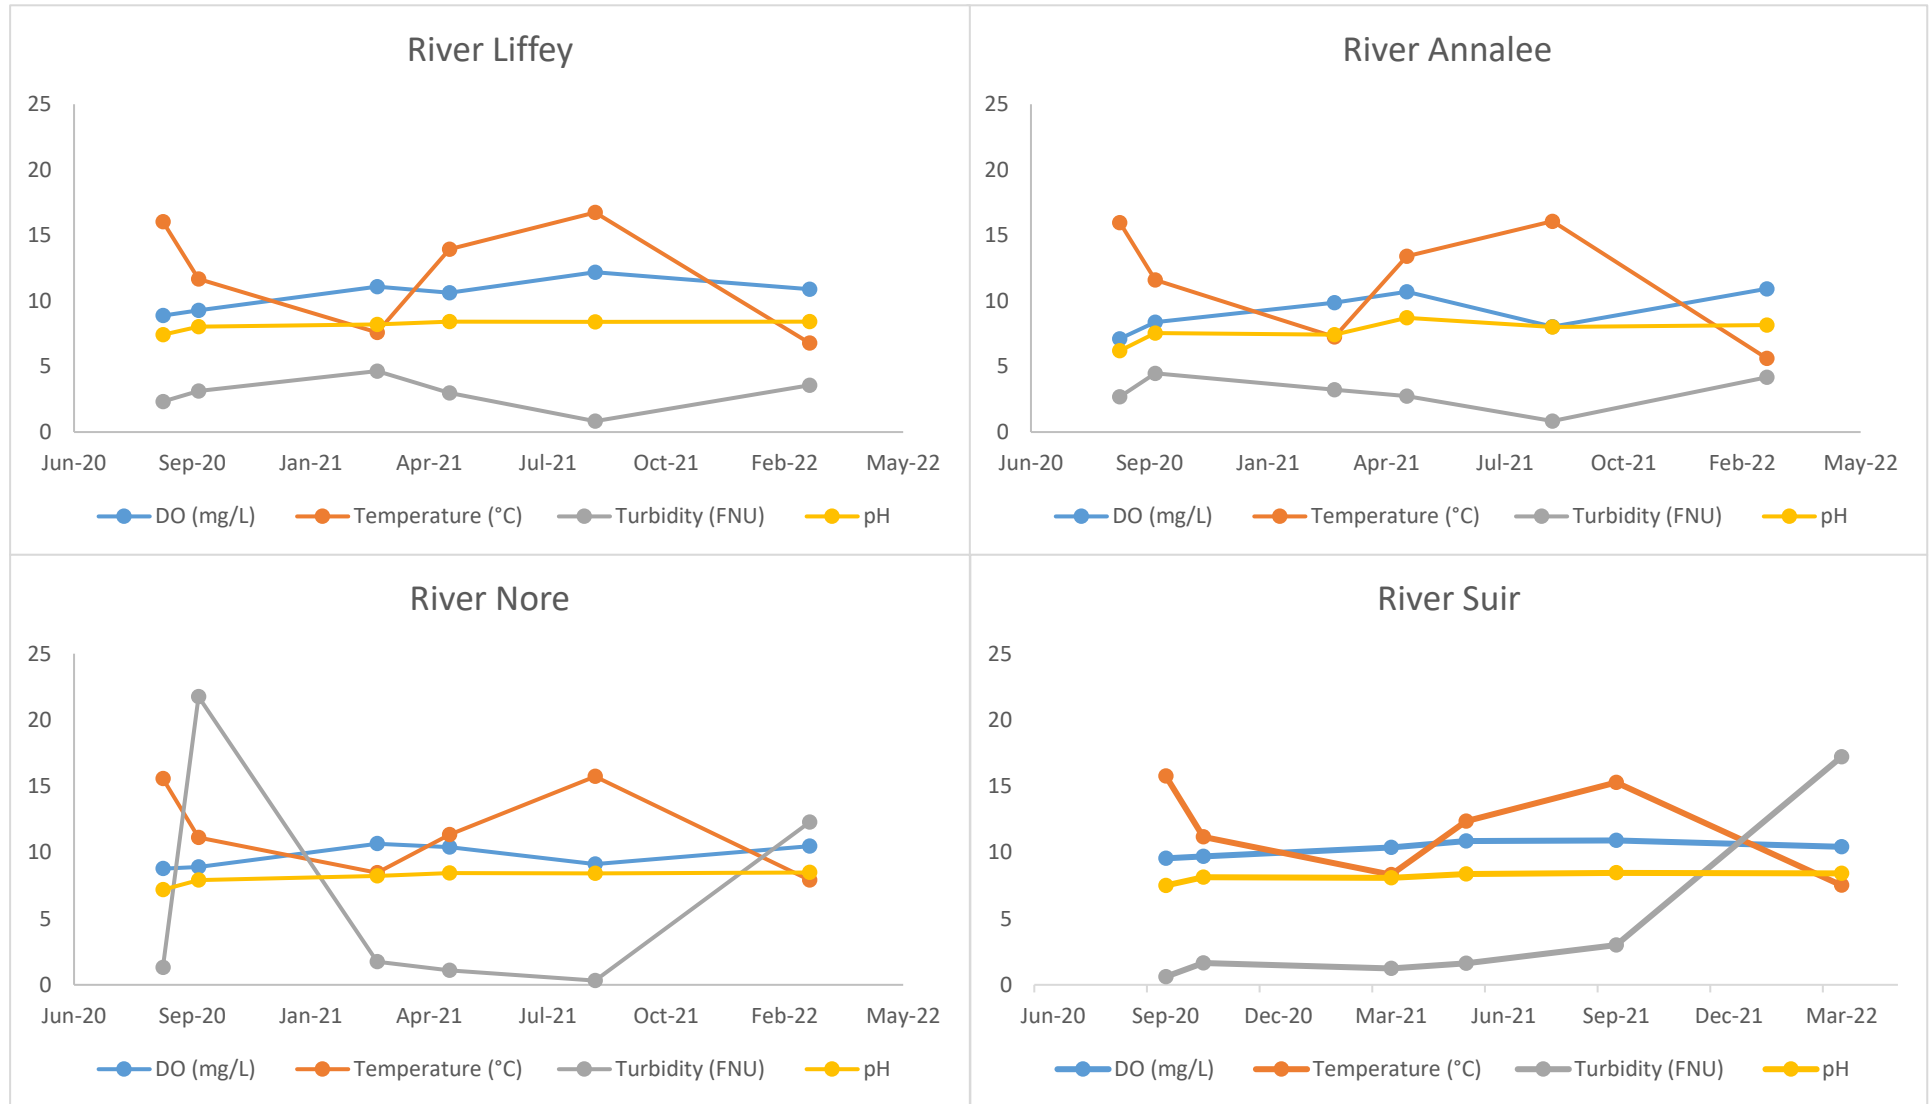 River Liffey
25
20
15
10
5
0
Jun-20 Sep-20 Jan-21 Apr-21 Jul-21 Oct-21 Feb-22 May-22
DO (mg/L) Temperature (°C) Turbidity (FNU) pH
River Annalee
25
20
15
10
5
0
Jun-20 Sep-20 Jan-21 Apr-21 Jul-21 Oct-21 Feb-22 May-22
DO (mg/L) Temperature (°C) Turbidity (FNU) pH
River Nore
25
20
15
10
5
0
Jun-20 Sep-20 Jan-21 Apr-21 Jul-21 Oct-21 Feb-22 May-22
DO (mg/L) Temperature (°C) Turbidity (FNU) pH
River Suir
25
20
15
10
5
0
Jun-20 Sep-20 Dec-20 Mar-21 Jun-21 Sep-21 Dec-21 Mar-22
DO (mg/L) Temperature (°C) Turbidity (FNU) pH